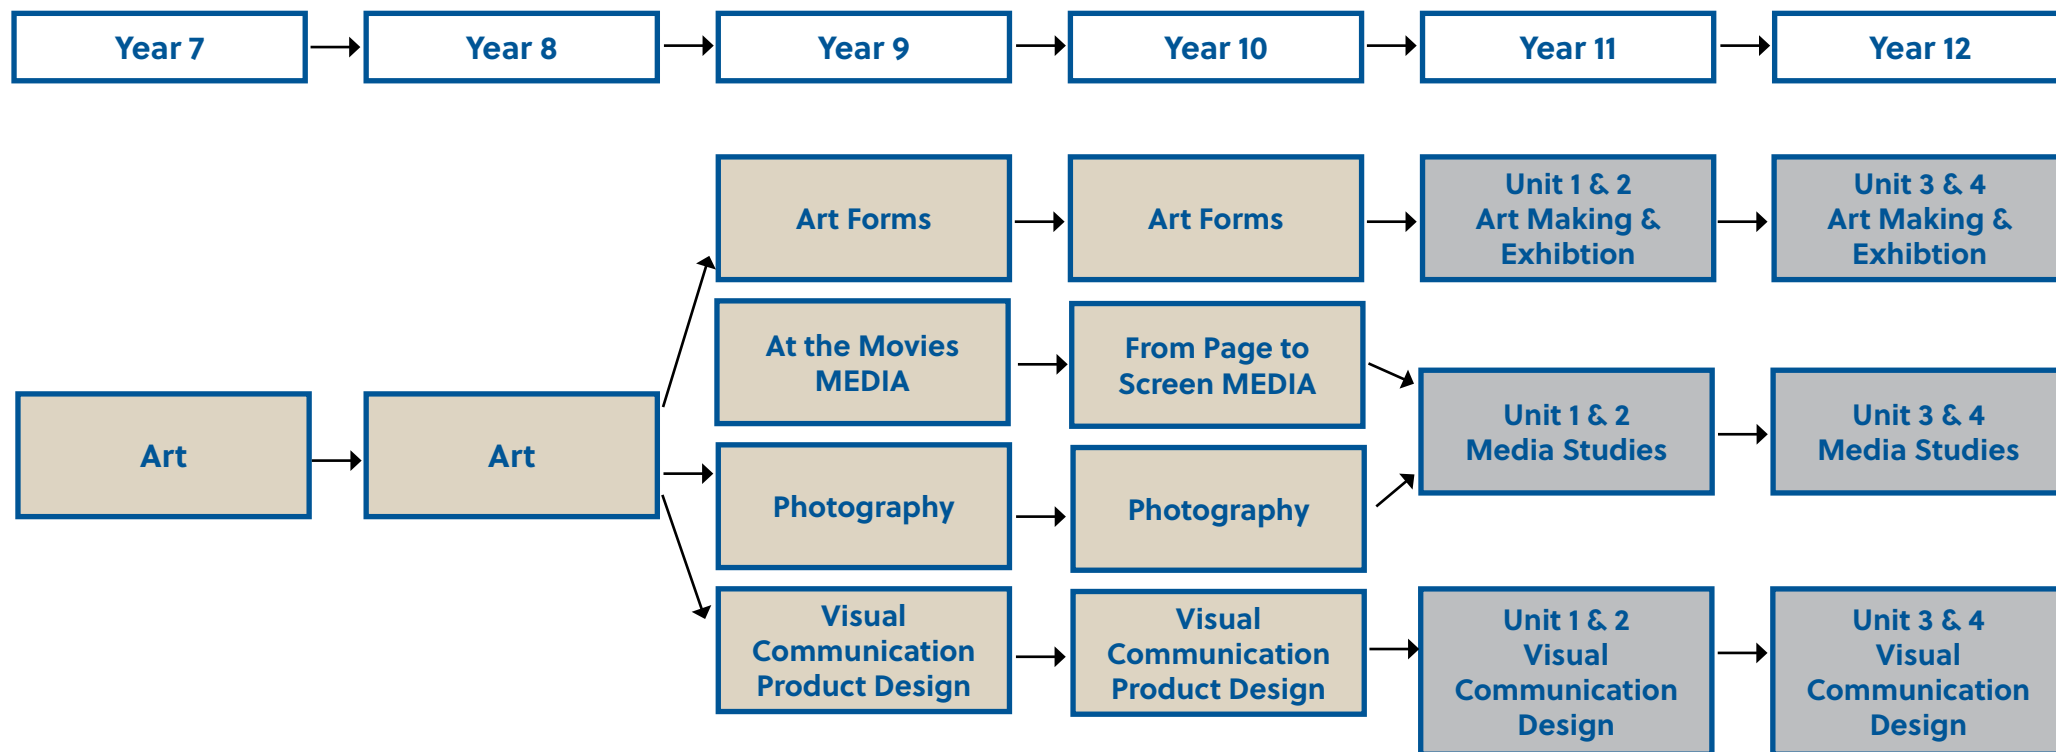 Year 7
Year 8
Year 9
Year 10
Year 11
Year 12
Art Forms
Art Forms
Unit 1 & 2
Art Making &
Exhibtion
Unit 3 & 4
Art Making &
Exhibtion
At the Movies
MEDIA
From Page to
Screen MEDIA
Unit 1 & 2
Media Studies
Unit 3 & 4
Media Studies
Art
Art
Photography
Photography
Visual
Communication
Product Design
Visual
Communication
Product Design
Unit 1 & 2
Visual
Communication
Design
Unit 3 & 4
Visual
Communication
Design